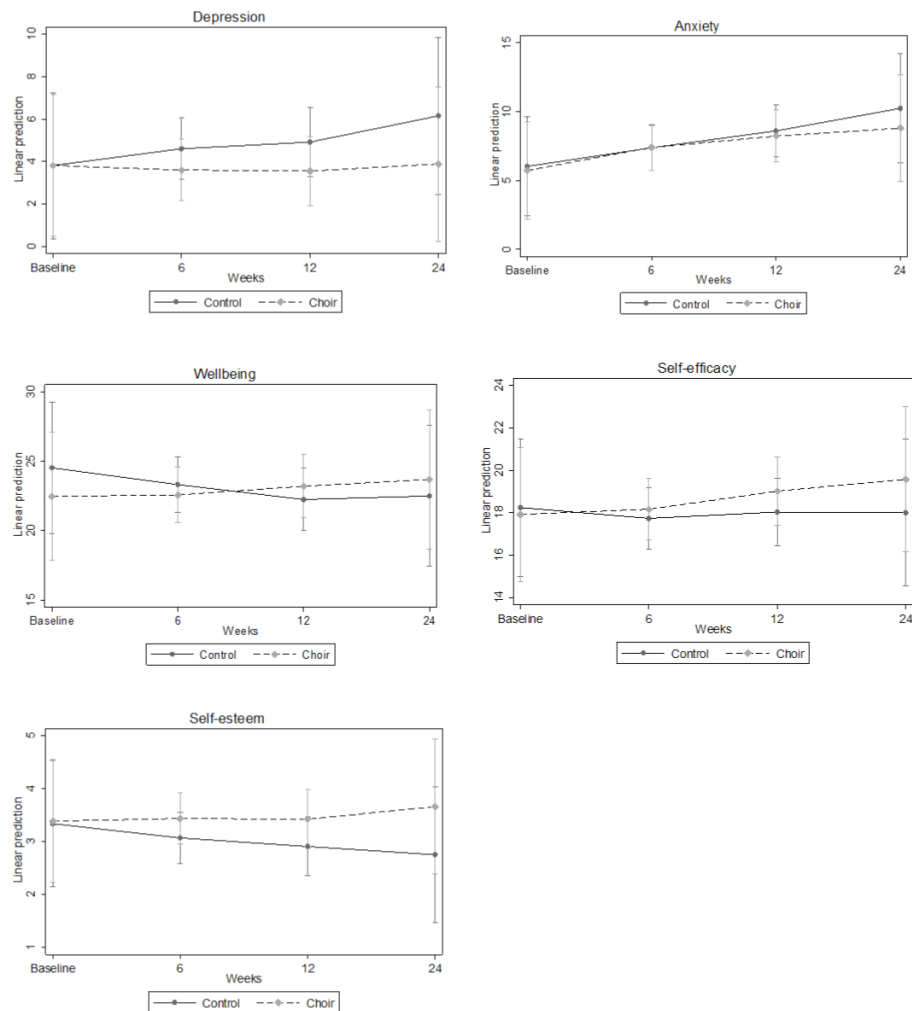 Depression
Linear prediction
10
8
6
4
2
0
Baseline 6 12 24
Weeks
Control Choir
Anxiety
Linear prediction
15
10
5
0
Baseline 6 12 24
Weeks
Control Choir
Wellbeing
Linear prediction
30
25
20
15
Baseline 6 12 24
Weeks
Control Choir
Self-efficacy
Linear prediction
24
22
20
18
16
14
Baseline 6 12 24
Weeks
Control Choir
Self-esteem
Linear prediction
5
4
3
2
1
Baseline 6 12 24
Weeks
Control Choir